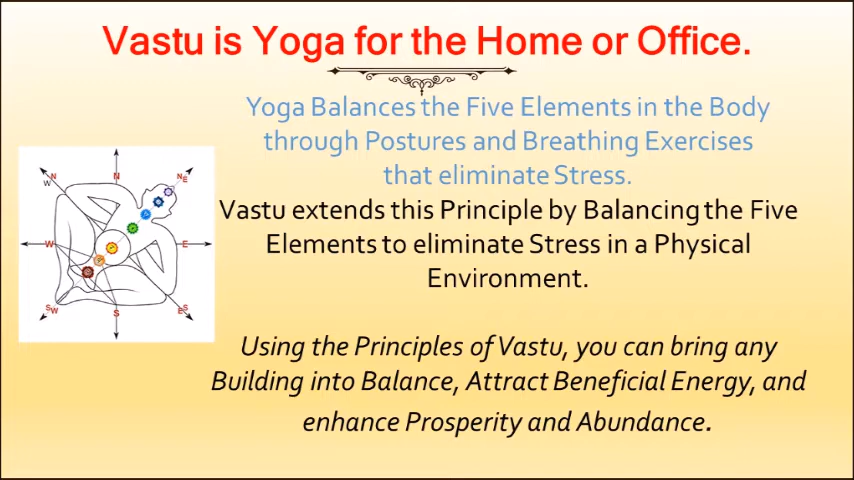 Vastu is Yoga for the Home or Office.
Yoga Balances the Five Elements in the Body
through Postures and Breathing Exercises
that eliminate Stress.
Vastu extends this Principle by Balancing the Five
Elements to eliminate Stress in a Physical
Environment.
Using the Principles of Vastu, you can bring any
Building into Balance, Attract Beneficial Energy, and
enhance Prosperity and Abundance.
N W
N
N E
W
E
S W
S
E S